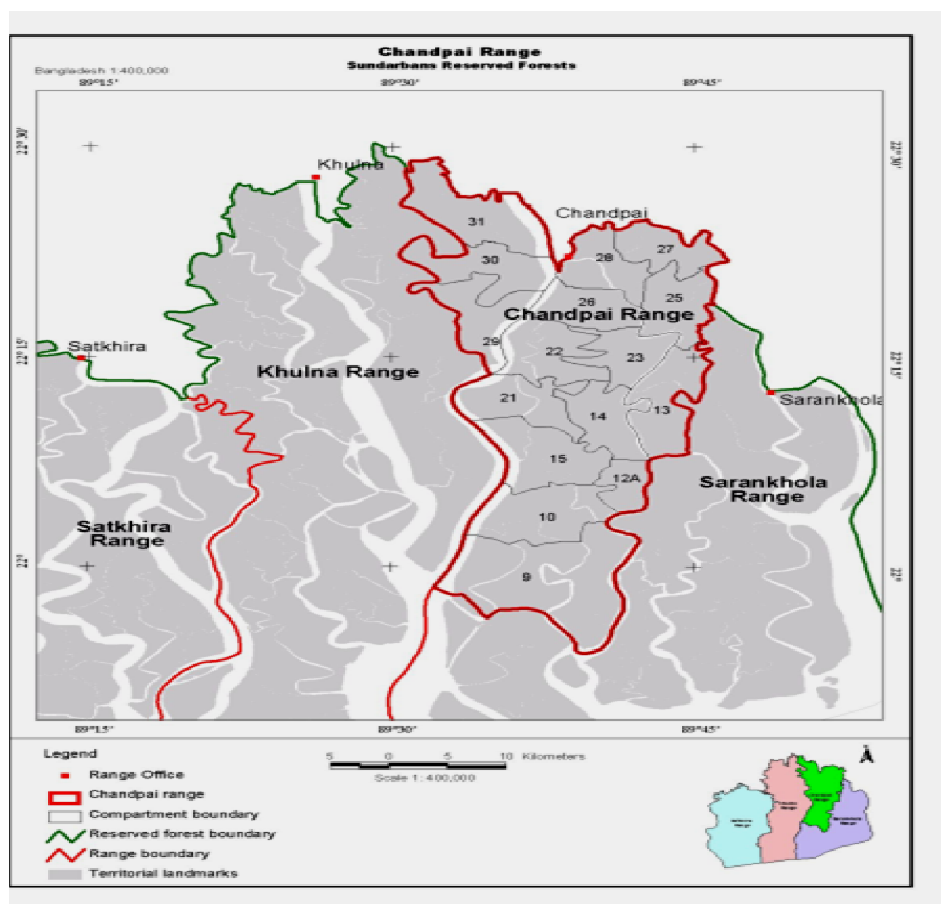 Chandpai Range
Sundarbans Reserved Forests
Bangladesh 1:400,000
89°15' 89°30' 89°45'
22°30' 22°30'
Khulna
Chandpai
31
30
28 27
26 25
Chandpai Range
29 22 23
Satkhira
22°15' 22°15'
Khulna Range
21 14 13
Sarankhola
15
12A
Sarankhola
Range
Satkhira
Range
10
9
22° 22°
89°15' 89°30' 89°45'
Legend
Range Office
Chandpai range
Compartment boundary
Reserved forest boundary
Range boundary
Territorial landmarks
5 0 5 10 Kilometers
Scale 1: 400,000